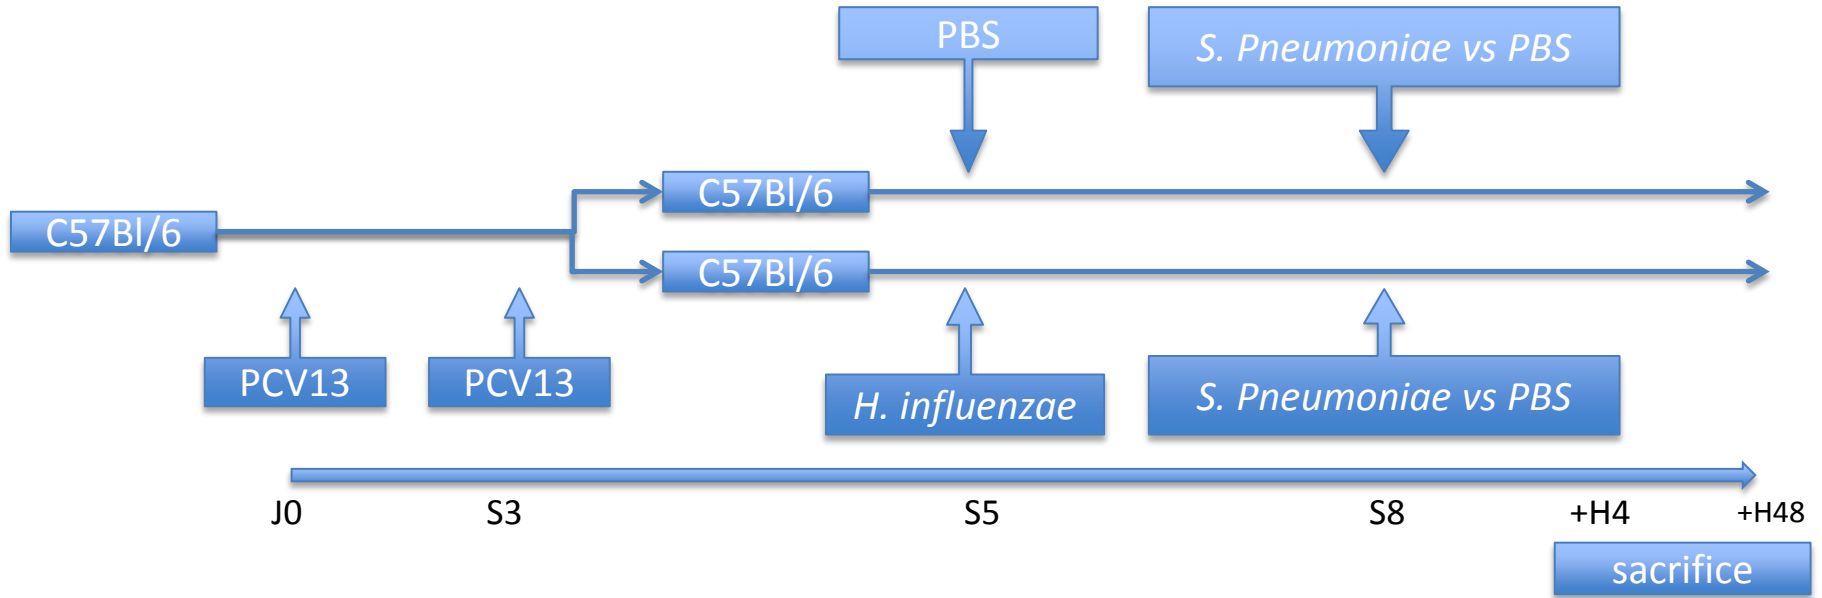 PBS
S. Pneumoniae vs PBS
C57Bl/6
C57Bl/6
C57Bl/6
PCV13
PCV13
H. influenzae
S. Pneumoniae vs PBS
J0
S3
S5
S8
+H4
+H48
sacrifice